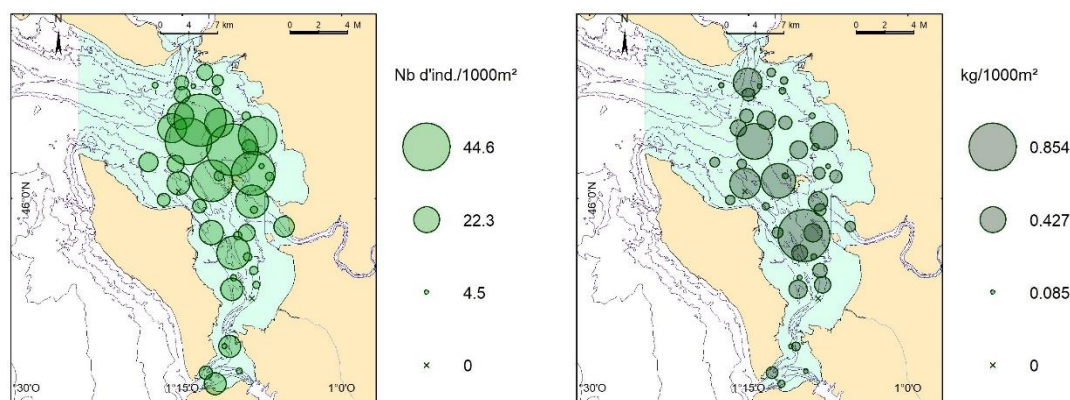 N
0 4 7 km
0 2 4 M
46°0N
°30'O
1°15'O
1°0'O
Nb d'ind./1000m²
44.6
22.3
4.5
0
N
0 4 7 km
0 2 4 M
46°0N
°30'O
1°15'O
1°0'O
kg/1000m²
0.854
0.427
0.085
0